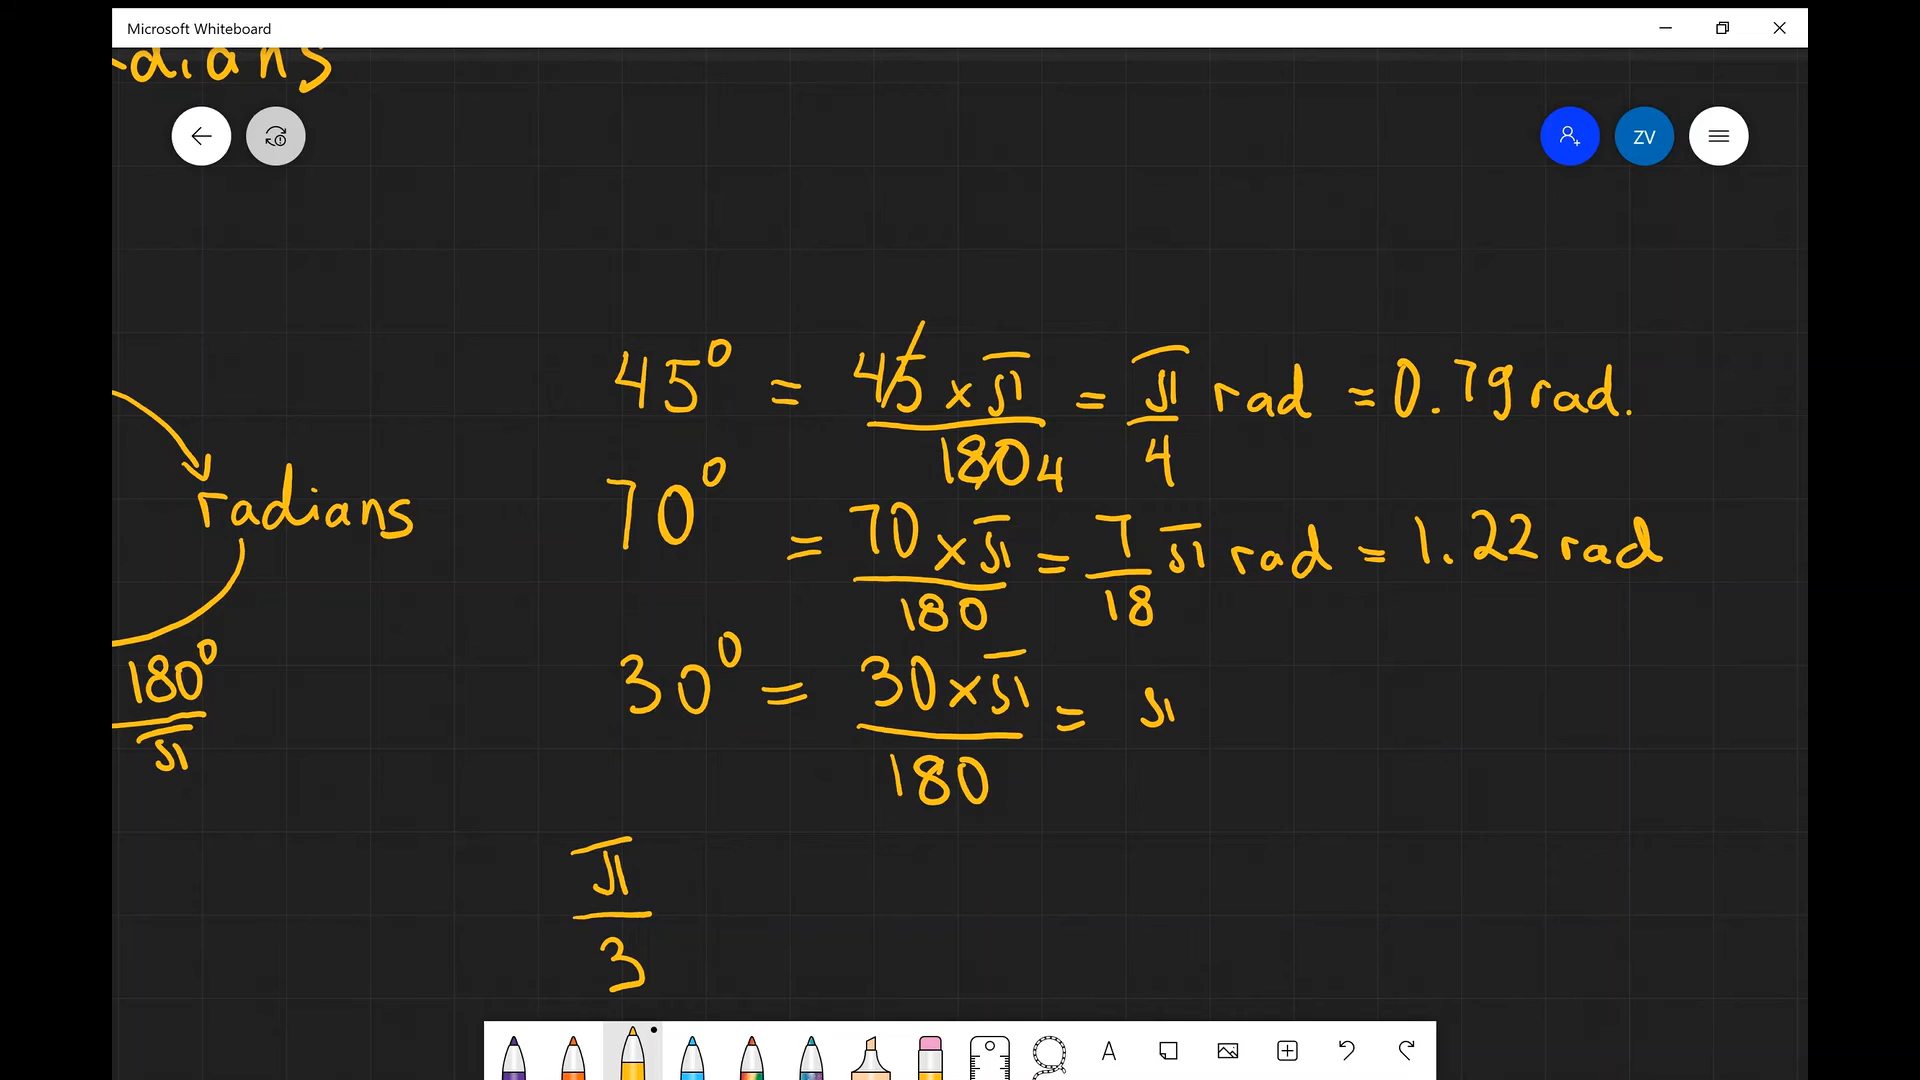 Microsoft Whiteboard
dians
ZV
45° = 45 × π / 180 4 = π / 4 rad = 0.79 rad.
radians
70° = 70 × π / 180 = 7 / 18 π rad = 1.22 rad
180° / π
30° = 30 × π / 180 = π
π / 3
A